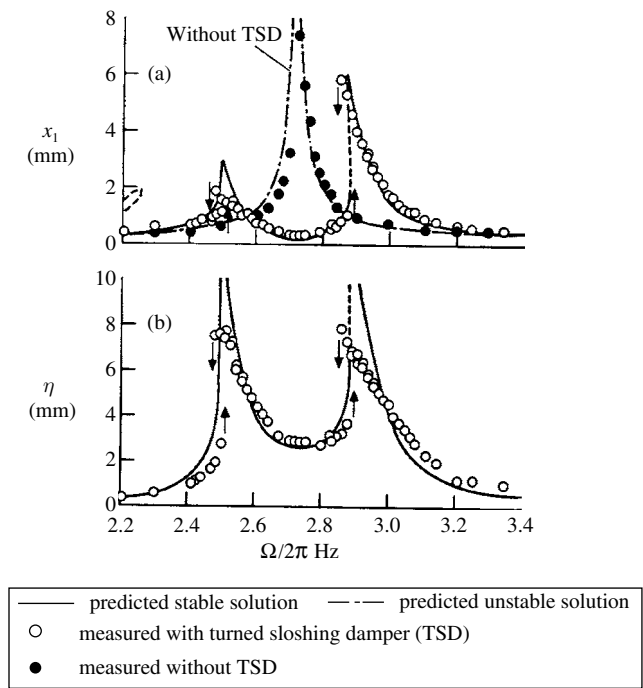 8
Without TSD
(a)
6
x1
(mm)
4
2
0
10
(b)
8
η
(mm)
6
4
2
0
2.2 2.4 2.6 2.8 3.0 3.2 3.4
Ω/2π Hz
predicted stable solution predicted unstable solution
measured with turned sloshing damper (TSD)
measured without TSD